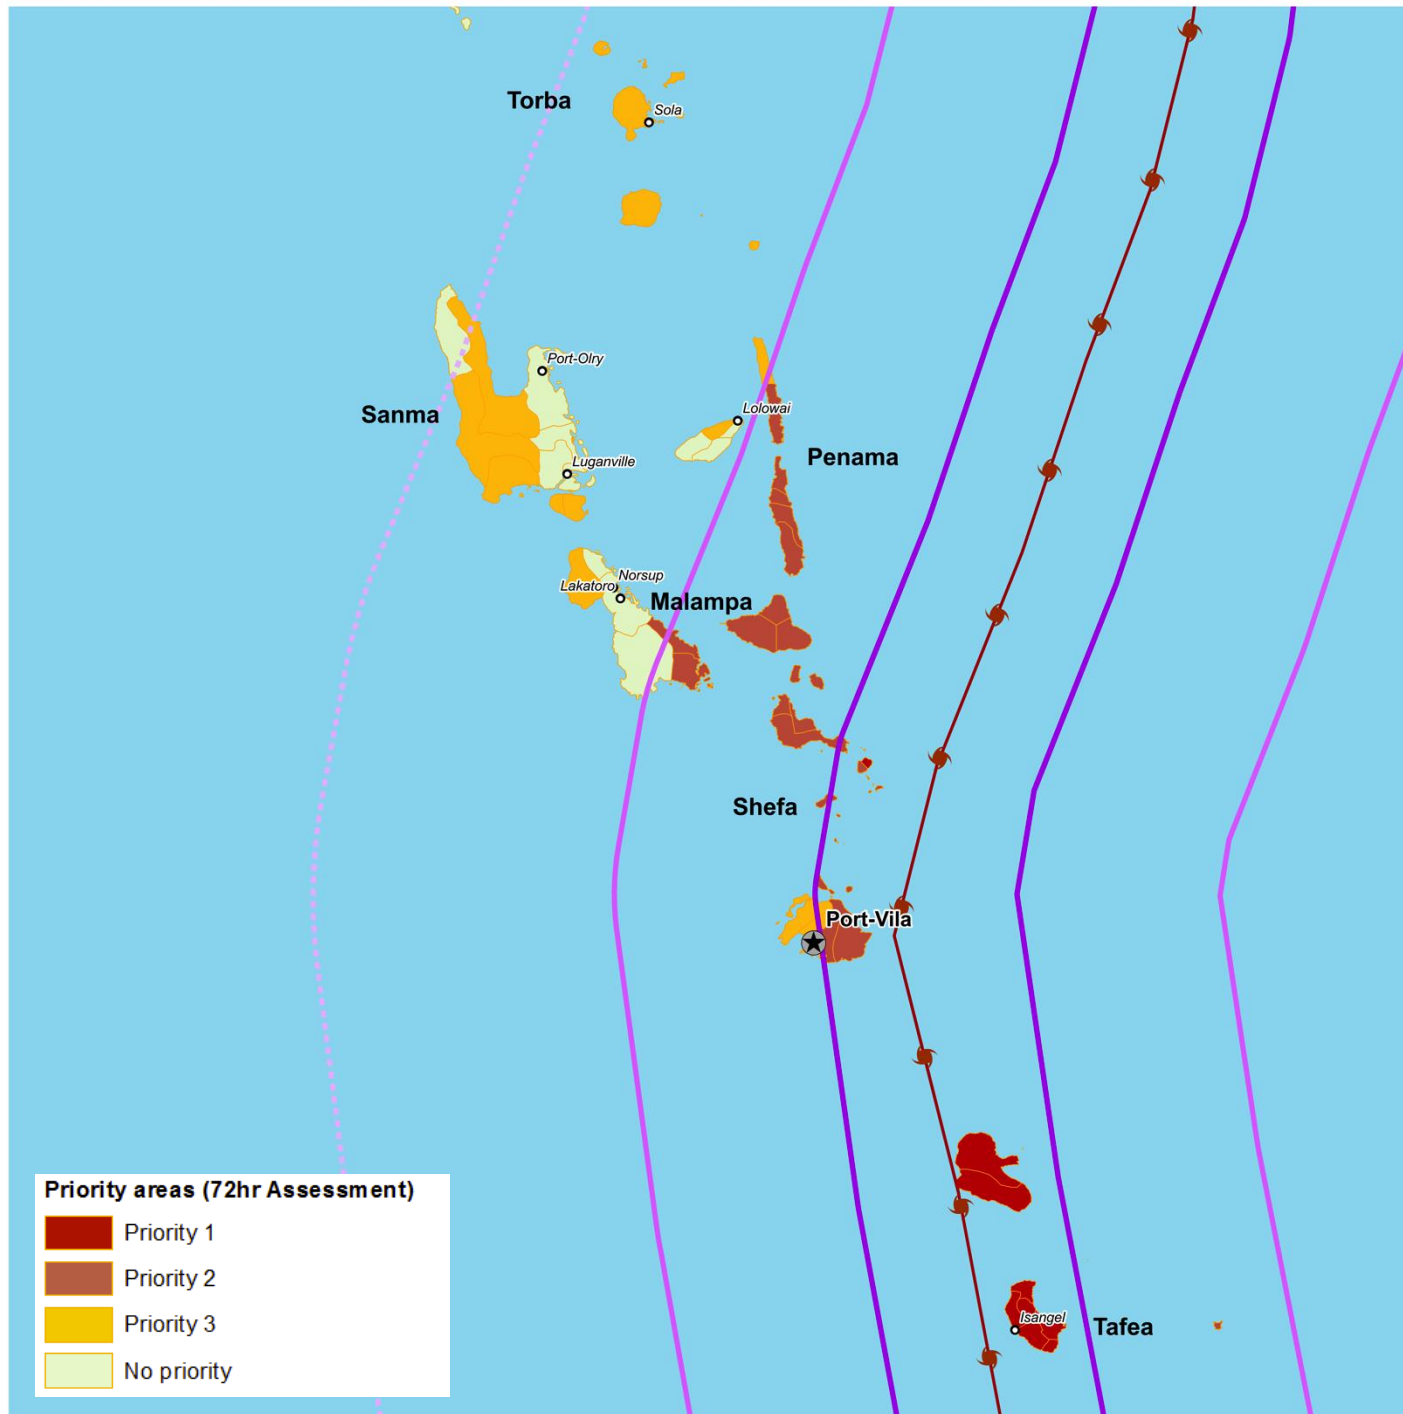 Torba
Sola
Port-Olry
Sanma
Lolowai
Penama
Luganville
Norsup
Lakatoro
Malampa
Shefa
Port-Vila
Priority areas (72hr Assessment)
Priority 1
Priority 2
Priority 3
No priority
Isangel
Tafea